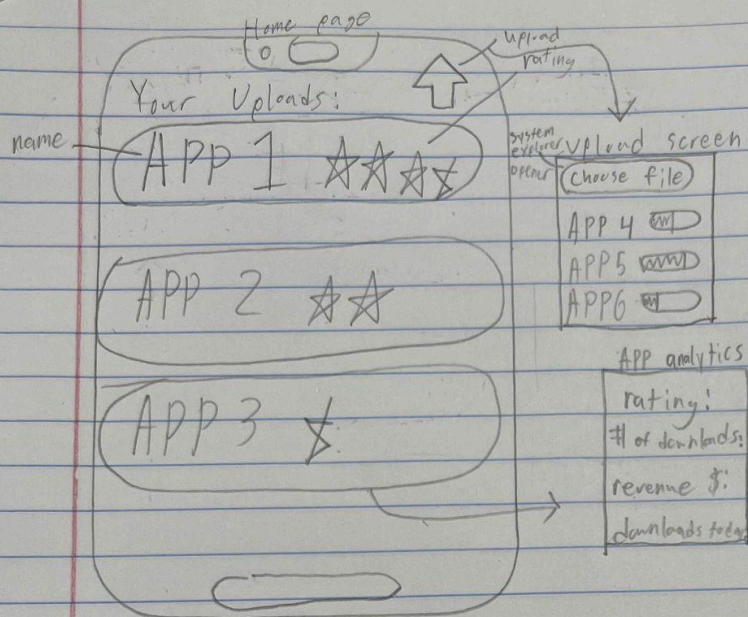 Home page
upload
rating
Your Uploads:
name
APP 1
APP 2
APP 3
system
explorer
opener
upload screen
choose file
APP 4
APP5
APP6
APP analytics
rating:
# of downloads:
revenue $:
downloads today